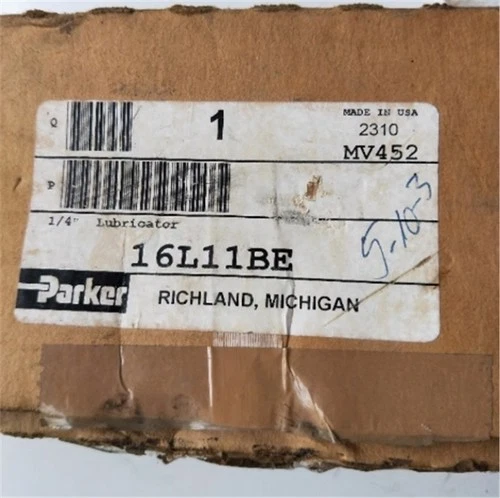 Q 1 MADE IN USA
2310
MV452
P
1/4" Lubricator
16L11BE
Parker RICHLAND, MICHIGAN
5-10-3